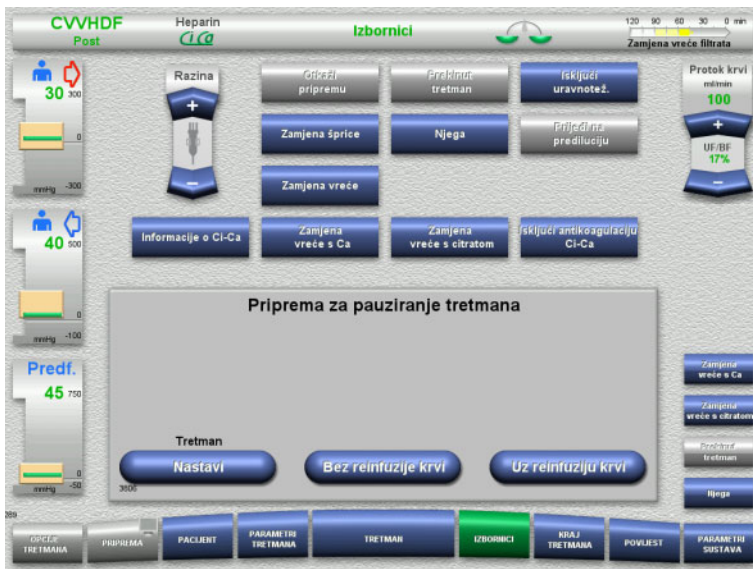 CVVHDF
Post
Heparin
Ci Ca
Izbornici
120 90 60 30 0 min
Zamjena vreće filtrata
30 300
0
mmHg -300
40 500
0
mmHg -100
Predf.
45 750
0
mmHg -50
Razina
+
−
Otkaži
pripremu
Prekinut
tretman
Isključi
uravnotež.
Zamjena šprice
Njega
Prijeđi na
prediluciju
Zamjena vreće
Informacije o Ci-Ca
Zamjena
vreće s Ca
Zamjena
vreće s citratom
Isključi antikoagulaciju
Ci-Ca
Protok krvi
ml/min
100
+
UF/BF
17%
−
Priprema za pauziranje tretmana
Tretman
Nastavi
Bez reinfuzije krvi
Uz reinfuziju krvi
3606
Zamjena
vreće s Ca
Zamjena
vreće s citratom
Prekinut
tretman
Njega
289
OPCIJE
TRETMANA
PRIPREMA
PACIJENT
PARAMETRI
TRETMANA
TRETMAN
IZBORNICI
KRAJ
TRETMANA
POVIJEST
PARAMETRI
SUSTAVA